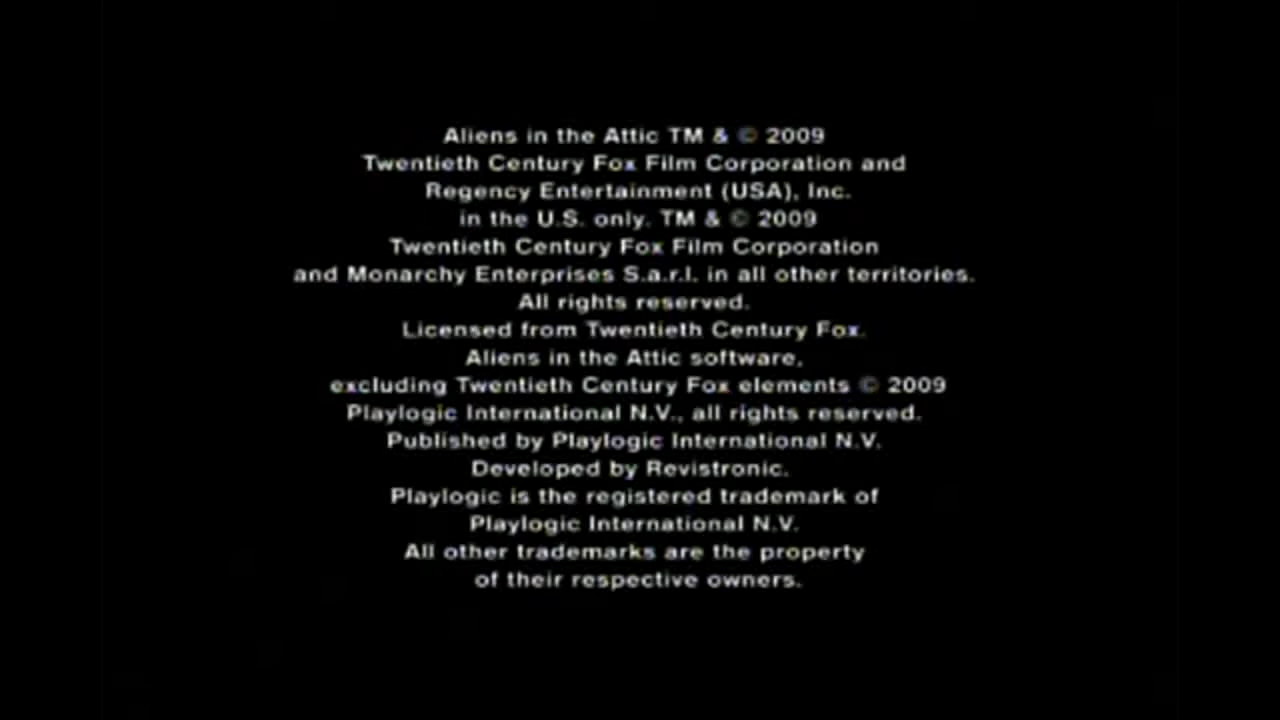 Aliens in the Attic TM & © 2009
Twentieth Century Fox Film Corporation and
Regency Entertainment (USA), Inc.
in the U.S. only. TM & © 2009
Twentieth Century Fox Film Corporation
and Monarchy Enterprises S.a.r.l. in all other territories.
All rights reserved.
Licensed from Twentieth Century Fox.
Aliens in the Attic software,
excluding Twentieth Century Fox elements © 2009
Playlogic International N.V., all rights reserved.
Published by Playlogic International N.V.
Developed by Revistronic.
Playlogic is the registered trademark of
Playlogic International N.V.
All other trademarks are the property
of their respective owners.